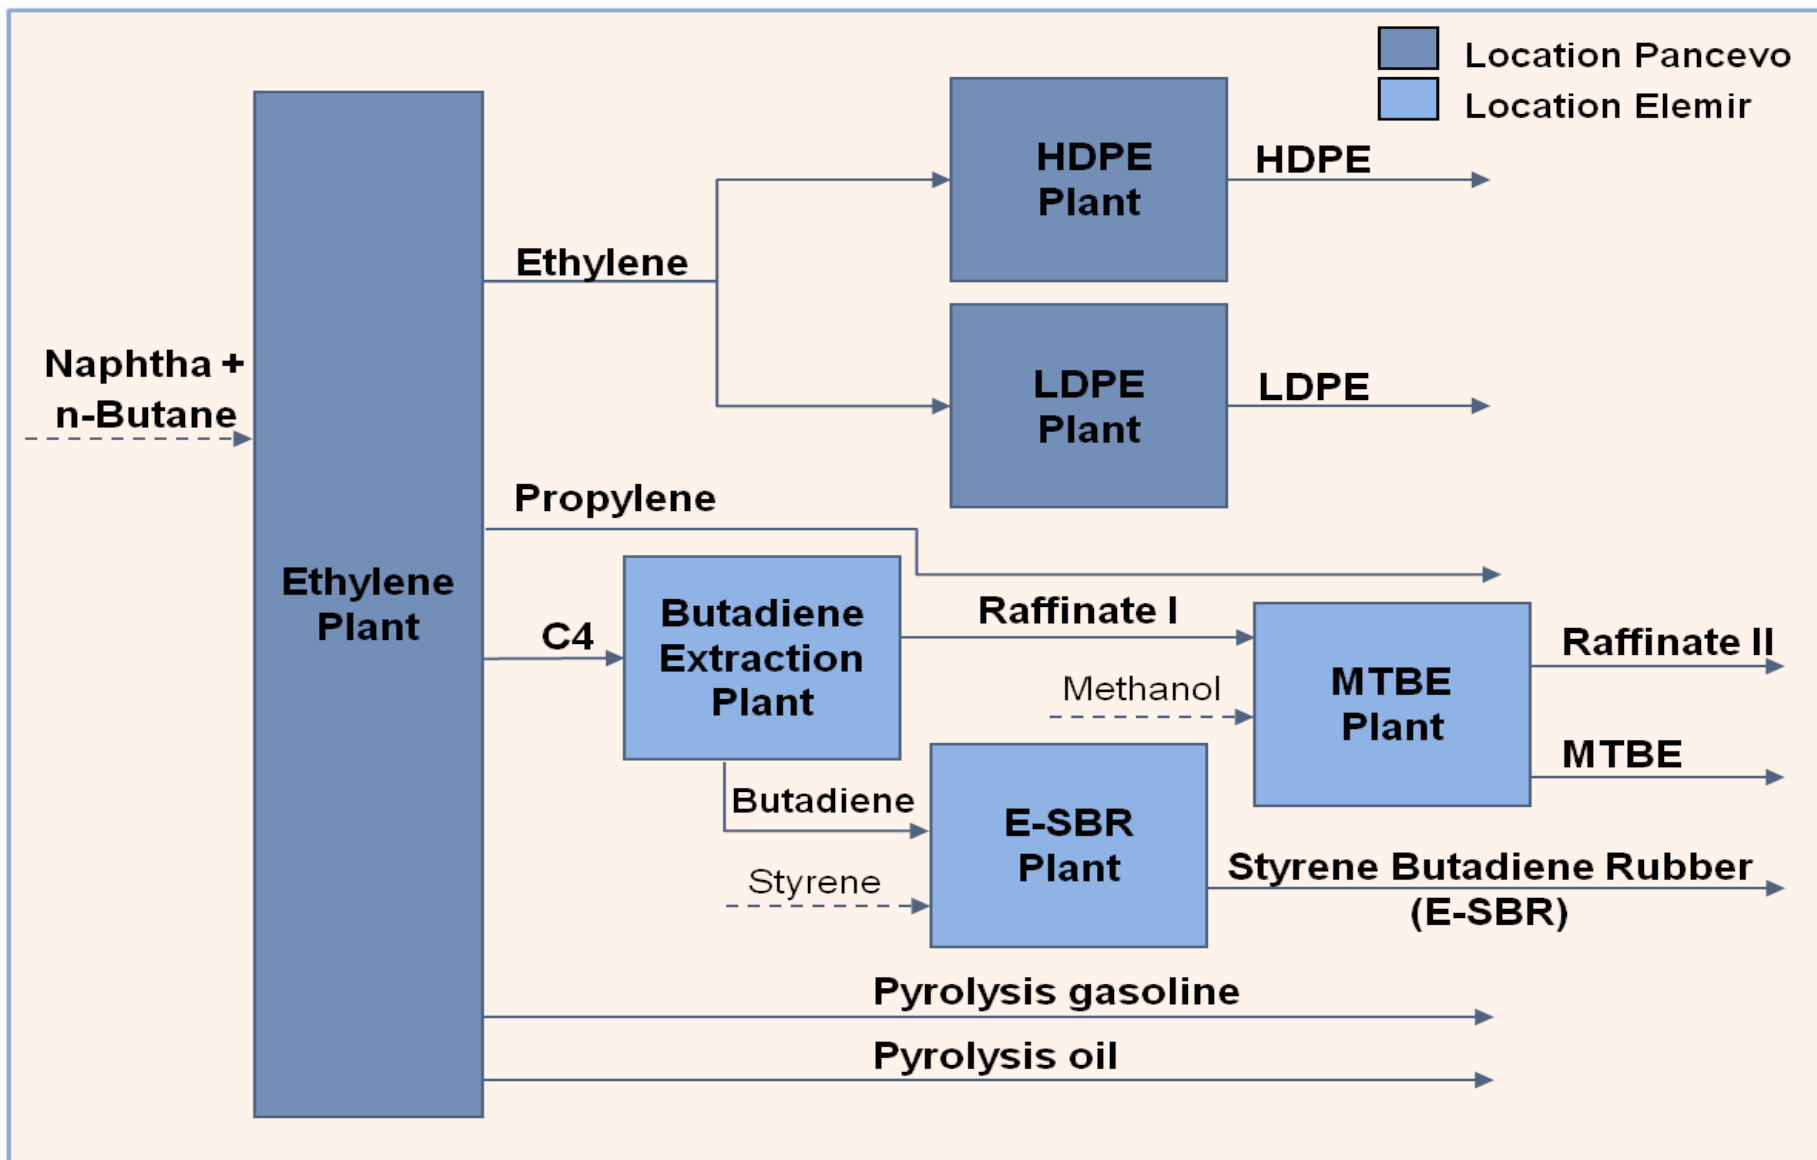 Location Pancevo
Location Elemir
HDPE
Plant
HDPE
Ethylene
Naphtha +
n-Butane
LDPE
Plant
LDPE
Propylene
Ethylene
Plant
C4
Butadiene
Extraction
Plant
Raffinate I
Methanol
MTBE
Plant
Raffinate II
MTBE
Butadiene
Styrene
E-SBR
Plant
Styrene Butadiene Rubber
(E-SBR)
Pyrolysis gasoline
Pyrolysis oil